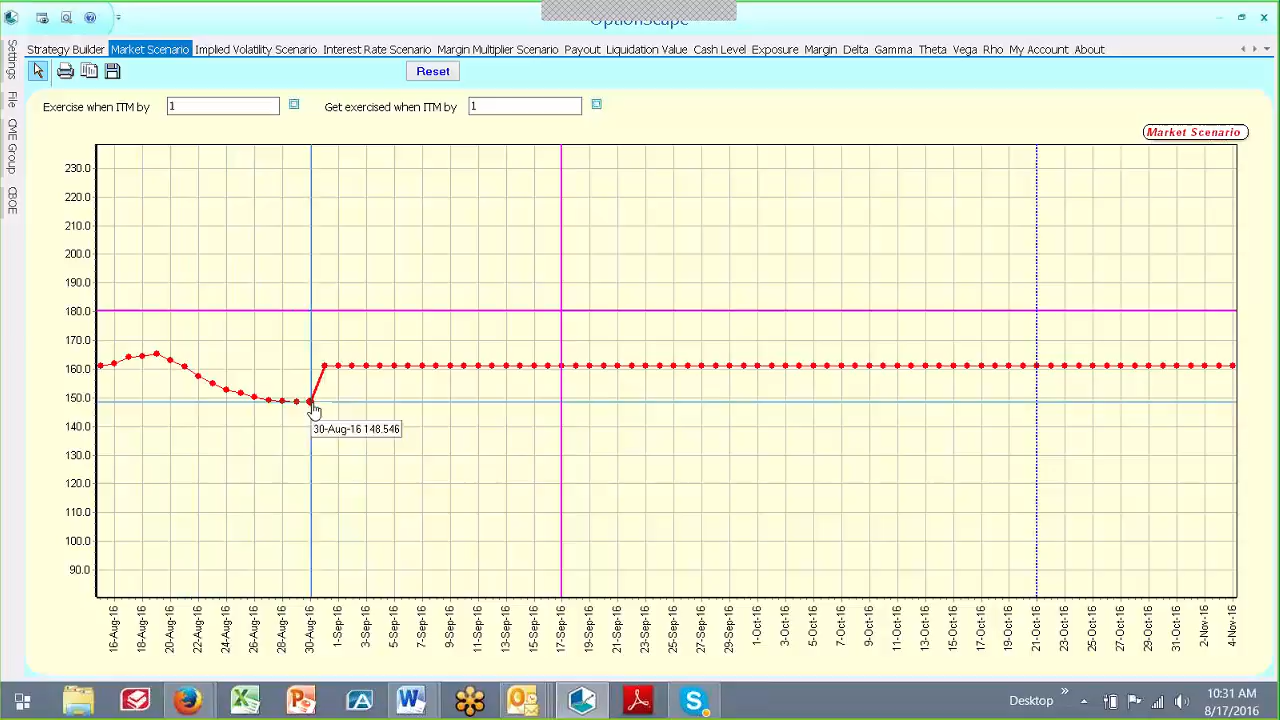 OptionScape
Strategy Builder Market Scenario Implied Volatility Scenario Interest Rate Scenario Margin Multiplier Scenario Payout Liquidation Value Cash Level Exposure Margin Delta Gamma Theta Vega Rho My Account About
Settings
File
CME Group
CBOE
Reset
Exercise when ITM by 1 Get exercised when ITM by 1
Market Scenario
230.0
220.0
210.0
200.0
190.0
180.0
170.0
160.0
150.0
140.0
130.0
120.0
110.0
100.0
90.0
30-Aug-16 148.546
16-Aug-16
18-Aug-16
20-Aug-16
22-Aug-16
24-Aug-16
26-Aug-16
28-Aug-16
30-Aug-16
1-Sep-16
3-Sep-16
5-Sep-16
7-Sep-16
9-Sep-16
11-Sep-16
13-Sep-16
15-Sep-16
17-Sep-16
19-Sep-16
21-Sep-16
23-Sep-16
25-Sep-16
27-Sep-16
29-Sep-16
1-Oct-16
3-Oct-16
5-Oct-16
7-Oct-16
9-Oct-16
11-Oct-16
13-Oct-16
15-Oct-16
17-Oct-16
19-Oct-16
21-Oct-16
23-Oct-16
25-Oct-16
27-Oct-16
29-Oct-16
31-Oct-16
2-Nov-16
4-Nov-16
Desktop
10:31 AM
8/17/2016